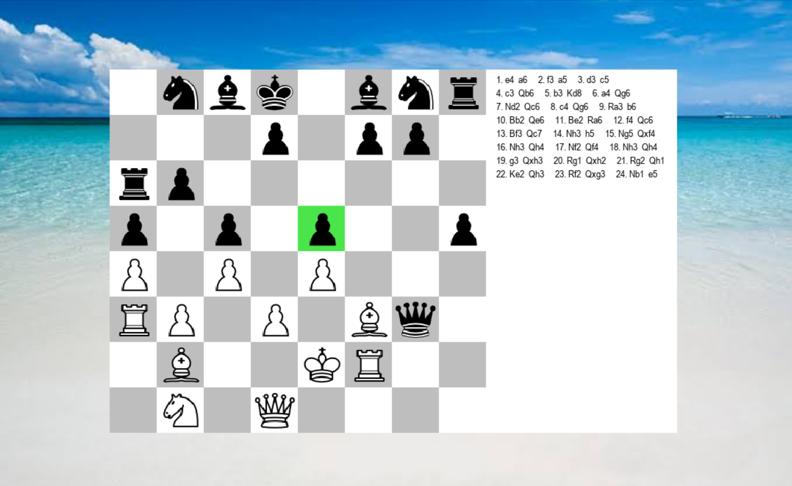 1. e4 a6 2. f3 a5 3. d3 c5
4. c3 Qb6 5. b3 Kd8 6. a4 Qg6
7. Nd2 Qc6 8. c4 Qg6 9. Ra3 b6
10. Bb2 Qe6 11. Be2 Ra6 12. f4 Qc6
13. Bf3 Qc7 14. Nh3 h5 15. Ng5 Qxf4
16. Nh3 Qh4 17. Nf2 Qf4 18. Nh3 Qh4
19. g3 Qxh3 20. Rg1 Qxh2 21. Rg2 Qh1
22. Ke2 Qh3 23. Rf2 Qxg3 24. Nb1 e5